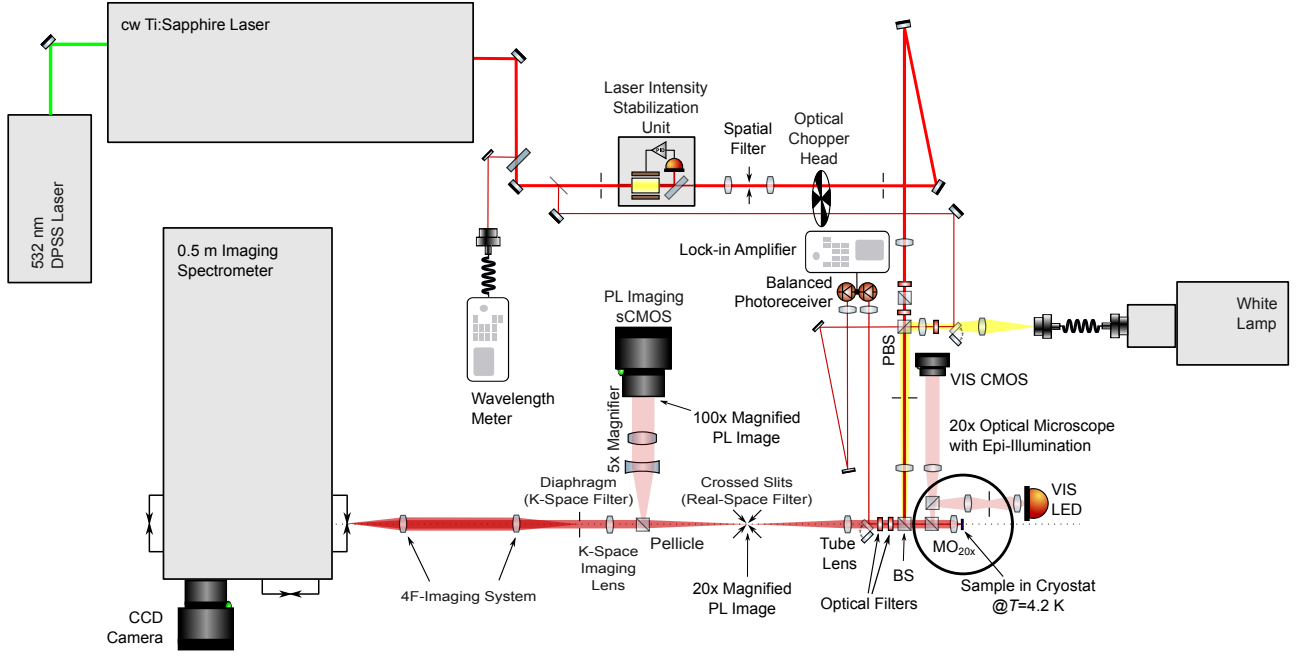 cw Ti:Sapphire Laser
532 nm
DPSS Laser
Laser Intensity
Stabilization
Unit
Spatial
Filter
Optical
Chopper
Head
0.5 m Imaging
Spectrometer
Lock-in Amplifier
Balanced
Photoreceiver
White
Lamp
PBS
PL Imaging
sCMOS
Wavelength
Meter
5x Magnifier
100x Magnified
PL Image
VIS CMOS
20x Optical Microscope
with Epi-Illumination
Diaphragm
(K-Space Filter)
Crossed Slits
(Real-Space Filter)
VIS
LED
K-Space
Imaging
Lens
Pellicle
Tube
Lens
BS
MO20x
4F-Imaging System
20x Magnified
PL Image
Optical Filters
Sample in Cryostat
@T=4.2 K
CCD
Camera